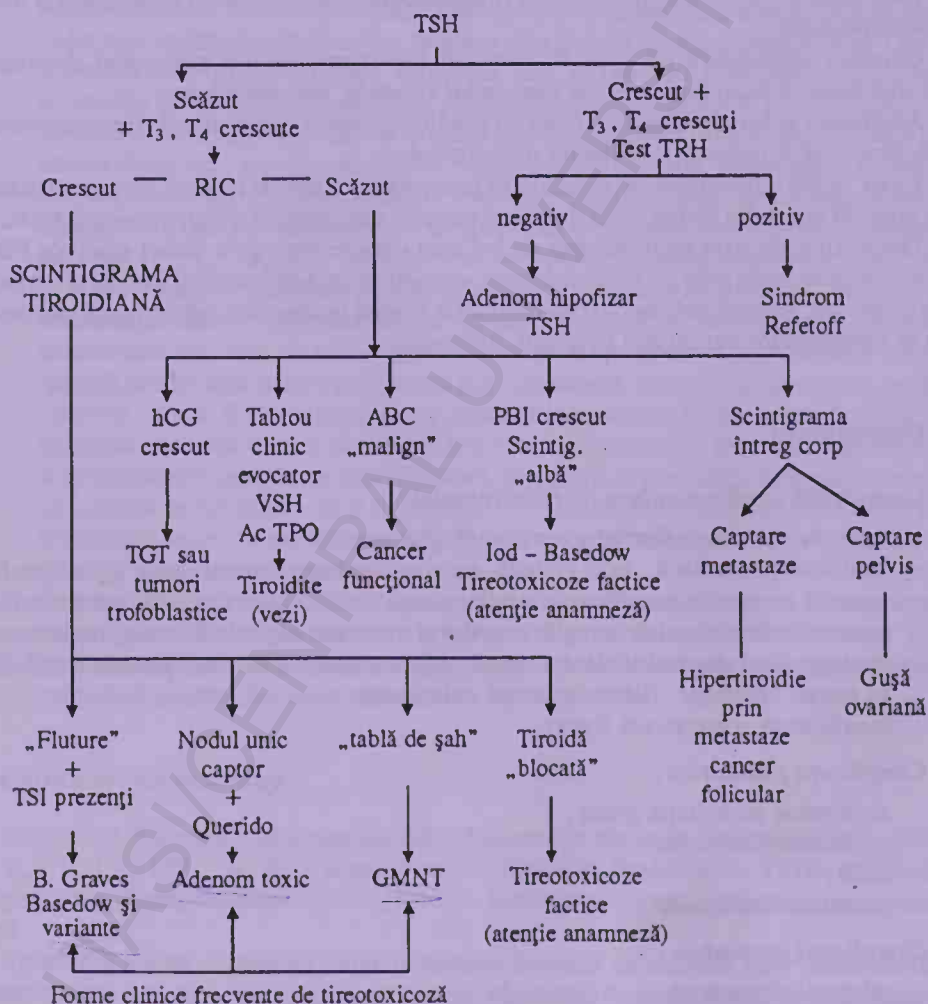 TSH
Scăzut
+ T3 , T4 crescute
Crescut +
T3 , T4 crescuţi
Test TRH
Crescut — RIC — Scăzut
negativ
pozitiv
SCINTIGRAMA
TIROIDIANĂ
Adenom hipofizar
TSH
Sindrom
Refetoff
hCG
crescut
Tablou
clinic
evocator
VSH
Ac TPO
ABC
„malign”
PBI crescut
Scintig.
„albă”
Scintigrama
întreg corp
TGT sau
tumori
trofoblastice
Tiroidite
(vezi)
Cancer
funcţional
Iod – Basedow
Tireotoxicoze factice
(atenţie anamneză)
Captare
metastaze
Captare
pelvis
Hipertiroidie
prin
metastaze
cancer
folicular
Guşă
ovariană
„Fluture”
+
TSI prezenţi
Nodul unic
captor
+
Querido
„tablă de şah”
Tiroidă
„blocată”
B. Graves
Basedow şi
variante
Adenom toxic
GMNT
Tireotoxicoze
factice
(atenţie anamneză)
Forme clinice frecvente de tireotoxicoză
IASI/CENTRAL UNIVERSIT